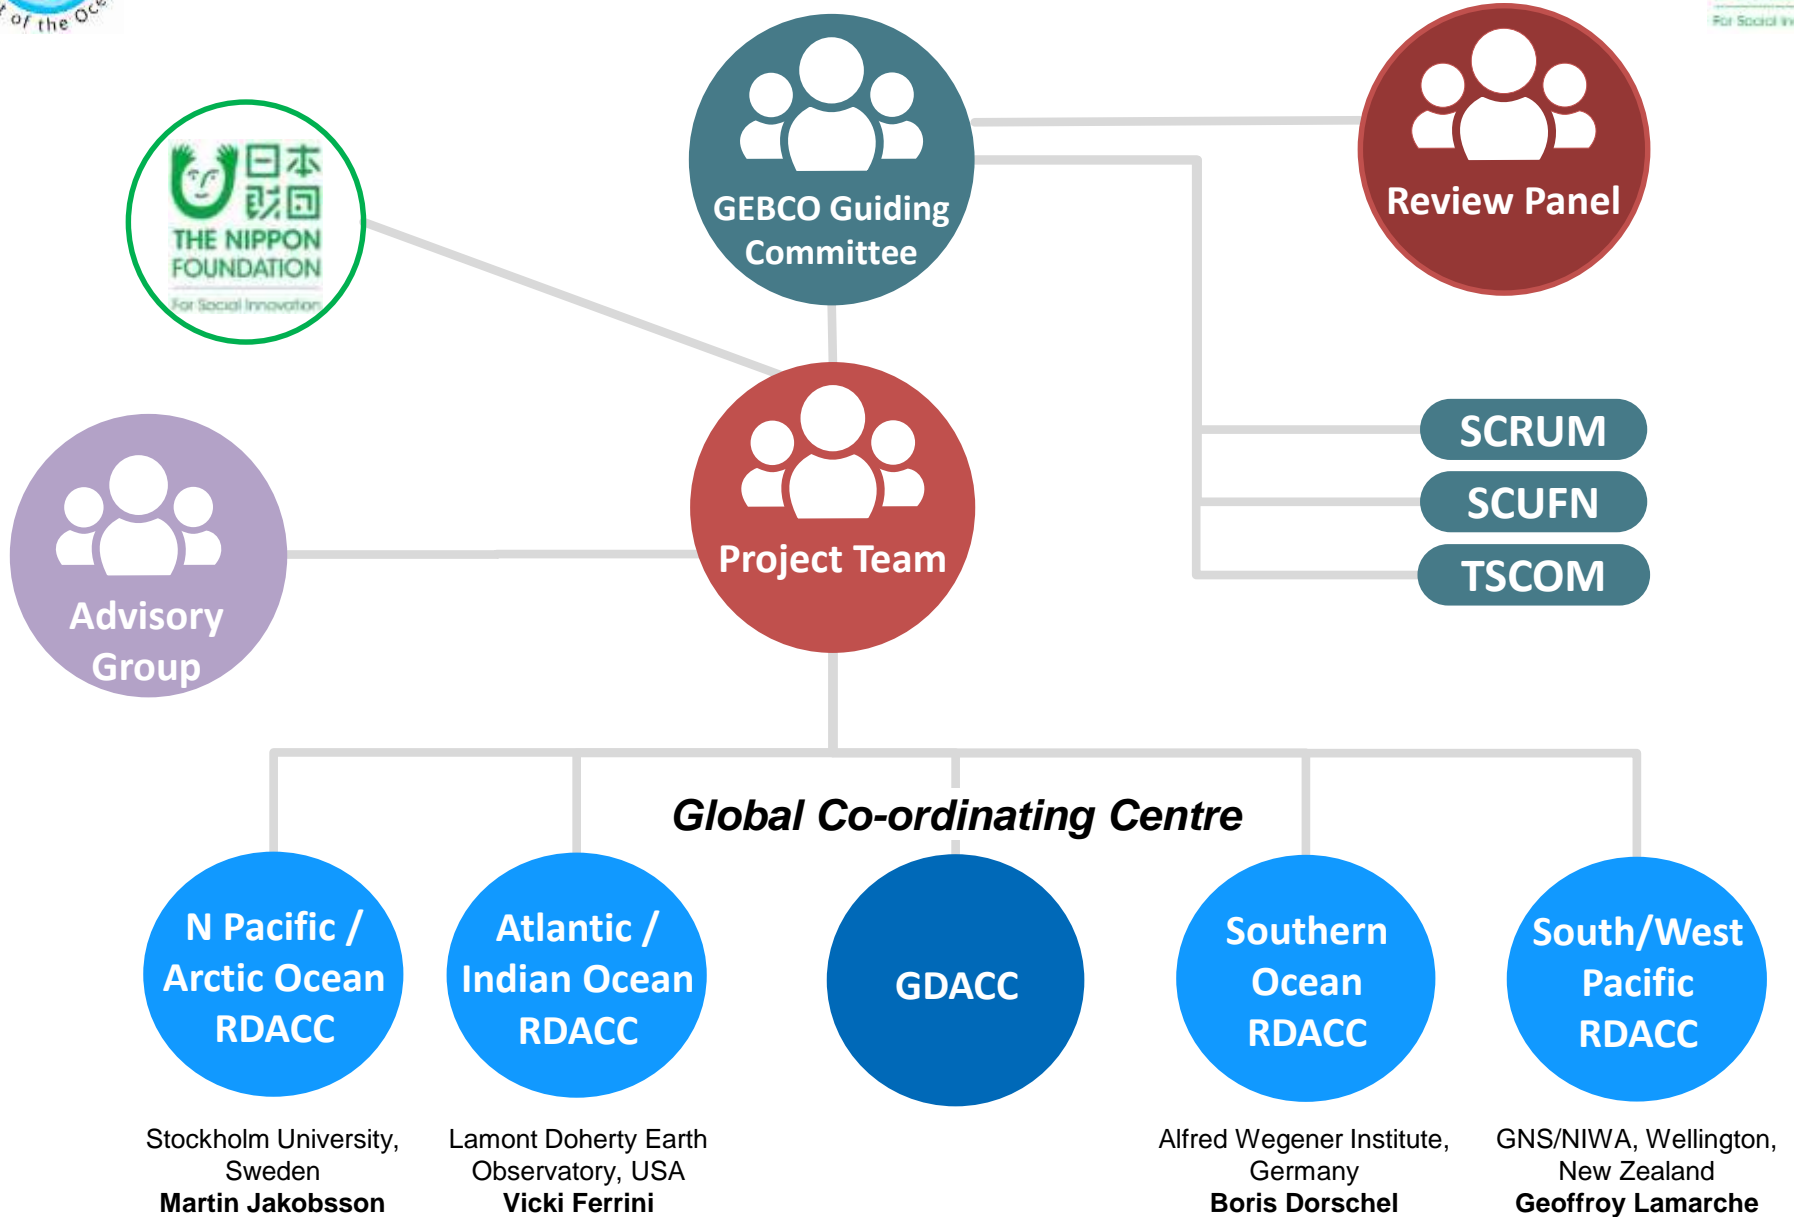 of the Oce
For Social In
日本
財団
THE NIPPON
FOUNDATION
For Social Innovation
GEBCO Guiding
Committee
Review Panel
SCRUM
SCUFN
TSCOM
Project Team
Advisory
Group
Global Co-ordinating Centre
N Pacific /
Arctic Ocean
RDACC
Atlantic /
Indian Ocean
RDACC
GDACC
Southern
Ocean
RDACC
South/West
Pacific
RDACC
Stockholm University,
Sweden
Martin Jakobsson
Lamont Doherty Earth
Observatory, USA
Vicki Ferrini
Alfred Wegener Institute,
Germany
Boris Dorschel
GNS/NIWA, Wellington,
New Zealand
Geoffroy Lamarche